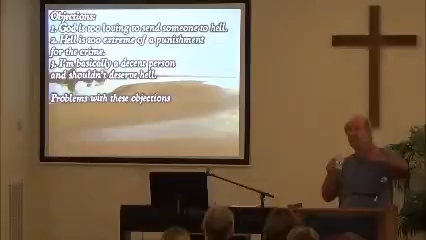 Objections:
1. God is too loving to send someone to hell.
2. Hell is too extreme of a punishment
for the crime.
3. I'm basically a decent person
and shouldn't deserve hell.
Problems with these objections